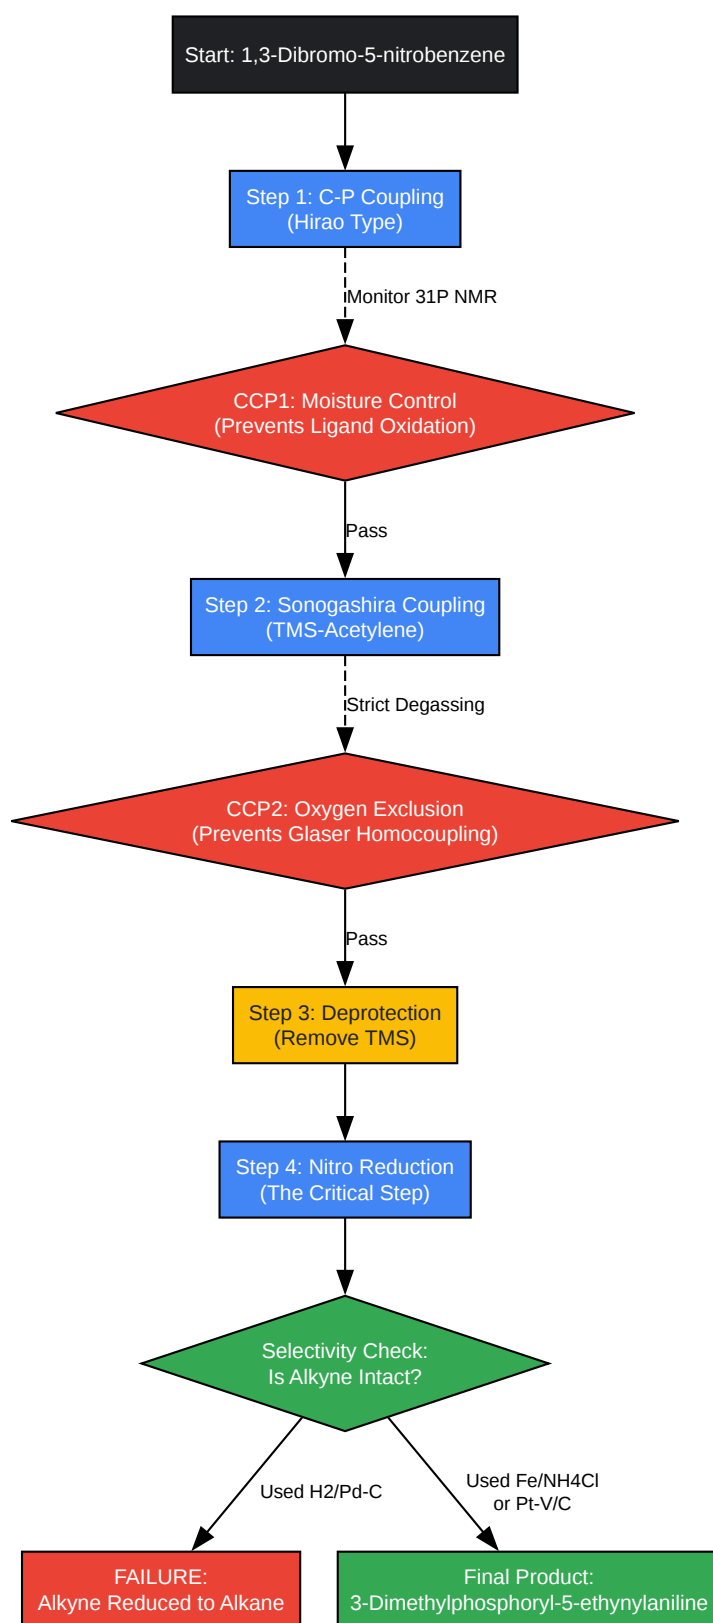 Start: 1,3-Dibromo-5-nitrobenzene
Step 1: C-P Coupling
(Hirao Type)
Monitor 31P NMR
CCP1: Moisture Control
(Prevents Ligand Oxidation)
Pass
Step 2: Sonogashira Coupling
(TMS-Acetylene)
Strict Degassing
CCP2: Oxygen Exclusion
(Prevents Glaser Homocoupling)
Pass
Step 3: Deprotection
(Remove TMS)
Step 4: Nitro Reduction
(The Critical Step)
Selectivity Check:
Is Alkyne Intact?
Used H2/Pd-C
Used Fe/NH4Cl
or Pt-V/C
FAILURE:
Alkyne Reduced to Alkane
Final Product:
3-Dimethylphosphoryl-5-ethynylaniline